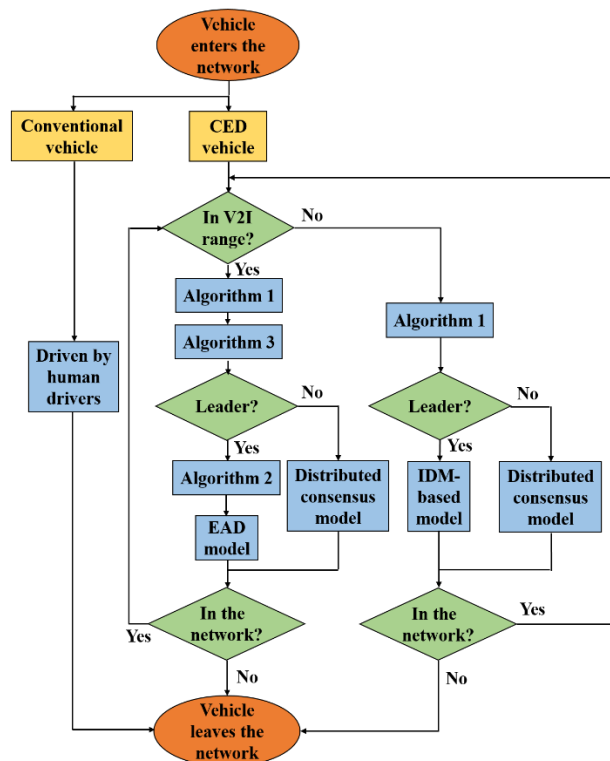 Vehicle
enters the
network
Conventional
vehicle
CED
vehicle
In V2I
range?
No
Yes
Algorithm 1
Algorithm 1
Algorithm 3
Driven by
human
drivers
Leader?
No
Leader?
No
Yes
Yes
Algorithm 2
Distributed
consensus
model
IDM-
based
model
Distributed
consensus
model
EAD
model
In the
network?
Yes
No
In the
network?
Yes
No
Vehicle
leaves the
network